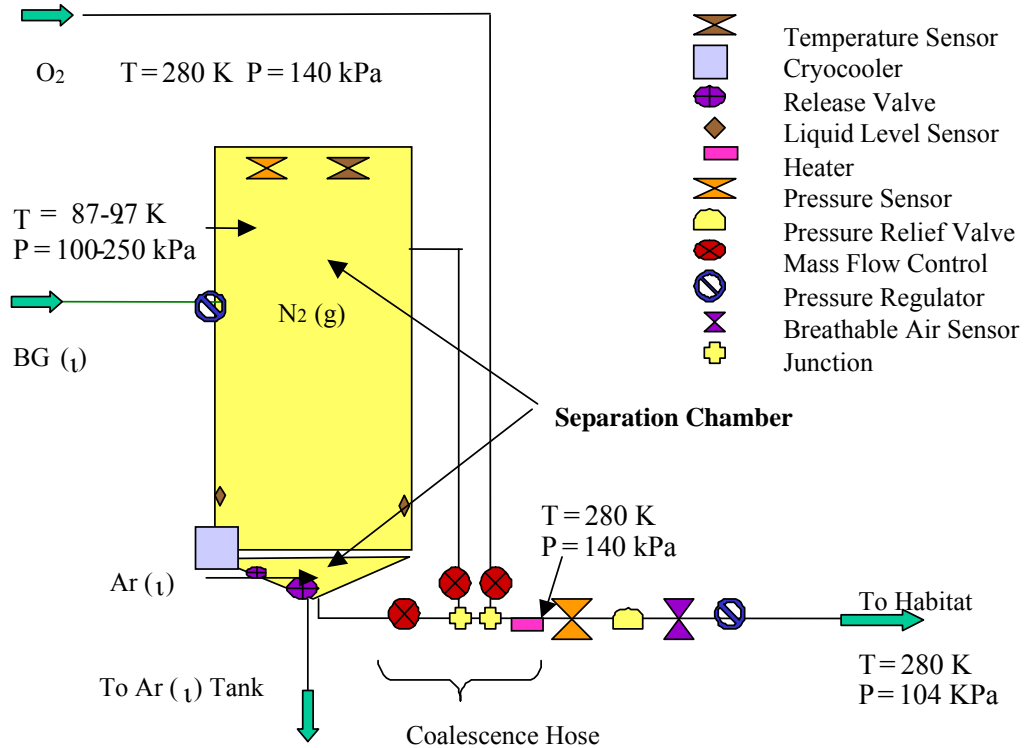 O2 T = 280 K P = 140 kPa
T = 87-97 K
P = 100-250 kPa
BG (ι)
N2 (g)
Separation Chamber
Ar (ι)
To Ar (ι) Tank
Coalescence Hose
T = 280 K
P = 140 kPa
To Habitat
T = 280 K
P = 104 KPa
Temperature Sensor
Cryocooler
Release Valve
Liquid Level Sensor
Heater
Pressure Sensor
Pressure Relief Valve
Mass Flow Control
Pressure Regulator
Breathable Air Sensor
Junction